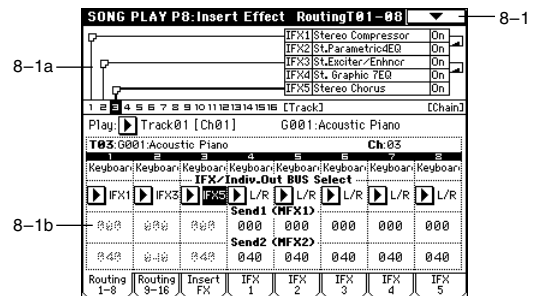 SONG PLAY P8:Insert Effect RoutingT01-08
8-1
IFX1 Stereo Compressor On
IFX2 St.Parametric4EQ On
IFX3 St.Exciter/Enhncr On
IFX4 St. Graphic 7EQ On
IFX5 Stereo Chorus On
8-1a
1 2 3 4 5 6 7 8 9 10 11 12 13 14 15 16 [Track] [Chain]
Play: Track01 [Ch01] G001:Acoustic Piano
T03:G001:Acoustic Piano Ch:03
1 2 3 4 5 6 7 8
Keyboar Keyboar Keyboar Keyboar Keyboar Keyboar Keyboar Keyboar
IFX/Indiv.Out BUS Select
IFX1 IFX3 IFX5 L/R L/R L/R L/R L/R
Send1 (MFX1)
8-1b
000 000 000 000 000 000 000 000
Send2 (MFX2)
040 040 040 040 040 040 040 040
Routing 1-8 Routing 9-16 Insert FX IFX 1 IFX 2 IFX 3 IFX 4 IFX 5